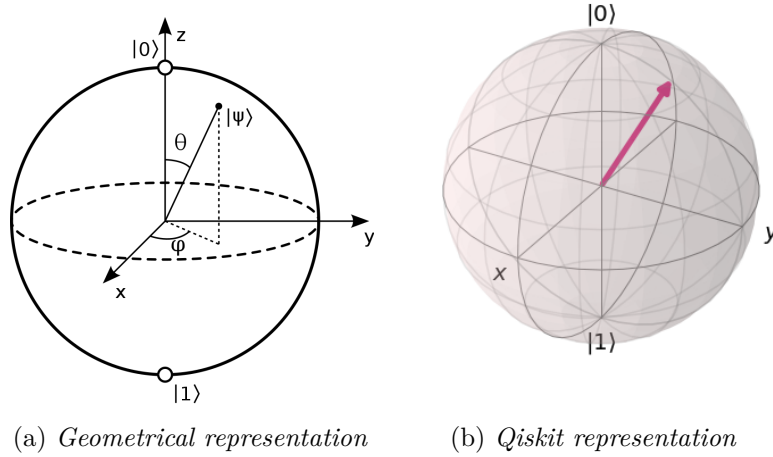 |0⟩
z
|ψ⟩
θ
φ
y
x
|1⟩
(a) Geometrical representation
|0⟩
x
y
|1⟩
(b) Qiskit representation